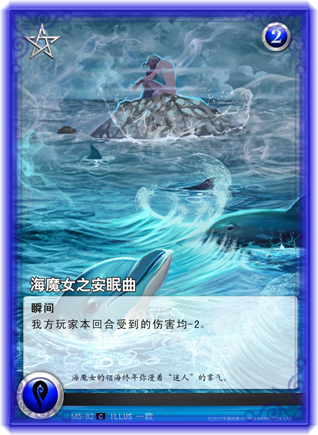 2
海魔女之安眠曲
瞬间
我方玩家本回合受到的伤害均-2。
海魔女的领海终年弥漫着“迷人”的雾气。
M5-82 C ILLUS.一欧